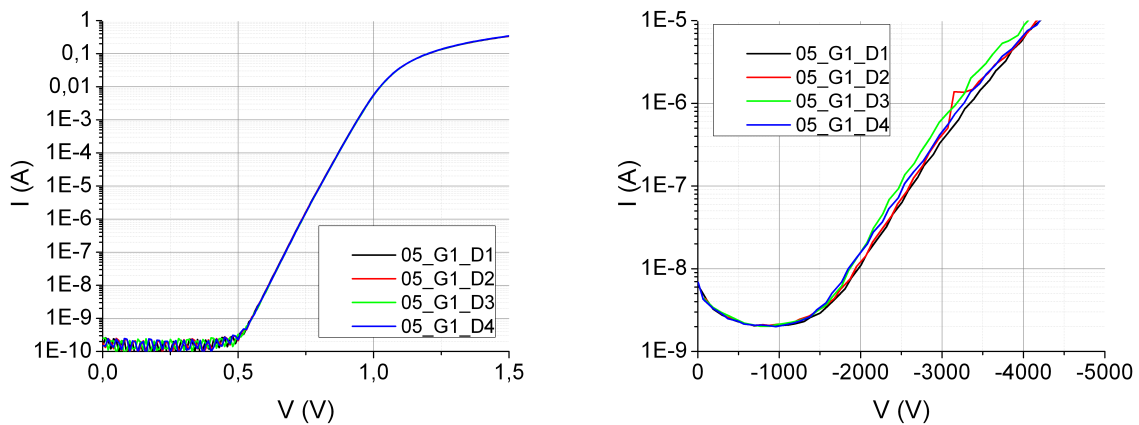 1
0,1
0,01
1E-3
1E-4
1E-5
1E-6
1E-7
1E-8
1E-9
1E-10
I (A)
0,0
0,5
1,0
1,5
V (V)
05_G1_D1
05_G1_D2
05_G1_D3
05_G1_D4
1E-5
1E-6
1E-7
1E-8
1E-9
I (A)
0
-1000
-2000
-3000
-4000
-5000
V (V)
05_G1_D1
05_G1_D2
05_G1_D3
05_G1_D4